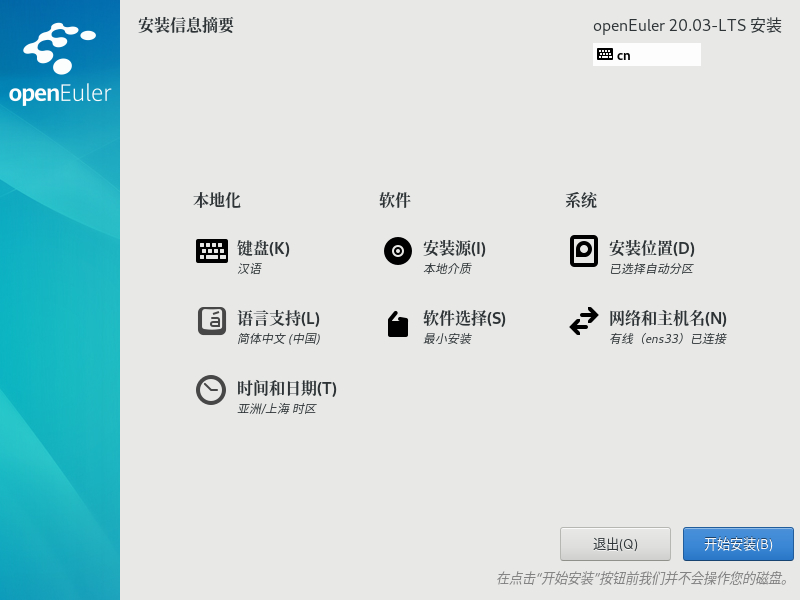 openEuler
安装信息摘要
openEuler 20.03-LTS 安装
cn
本地化
键盘(K)
汉语
语言支持(L)
简体中文 (中国)
时间和日期(T)
亚洲/上海 时区
软件
安装源(I)
本地介质
软件选择(S)
最小安装
系统
安装位置(D)
已选择自动分区
网络和主机名(N)
有线（ens33）已连接
退出(Q)
开始安装(B)
在点击“开始安装”按钮前我们并不会操作您的磁盘。